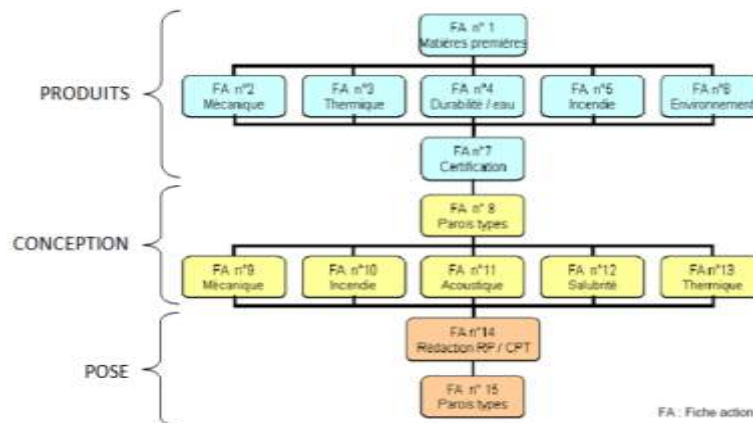 FA n° 1
Matières premières
PRODUITS
FA n°2
Mécanique
FA n°3
Thermique
FA n°4
Durabilité / eau
FA n°5
Incendie
FA n°6
Environnement
FA n°7
Certification
FA n° 8
Parois types
CONCEPTION
FA n°9
Mécanique
FA n°10
Incendie
FA n°11
Acoustique
FA n°12
Salubrité
FA n°13
Thermique
FA n°14
Rédaction RP / CPT
POSE
FA n° 15
Parois types
FA : Fiche action